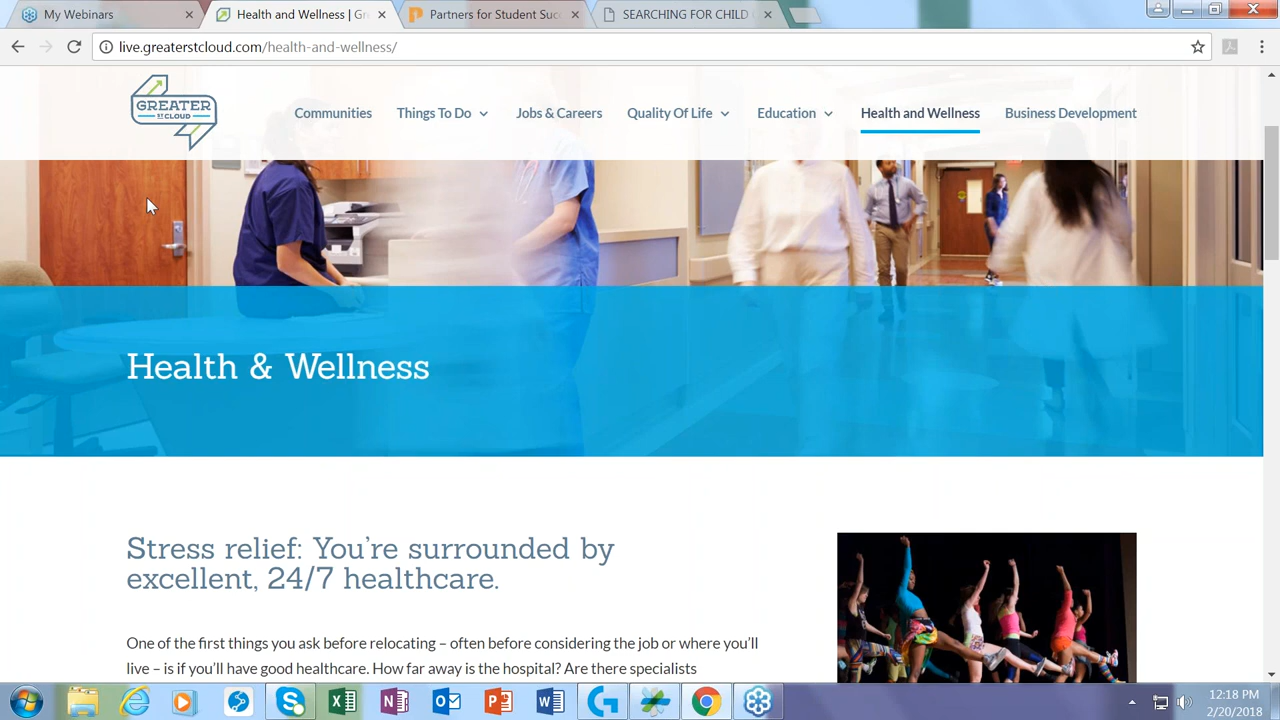 My Webinars
Health and Wellness | Gr
Partners for Student Suc
SEARCHING FOR CHILD
live.greaterstcloud.com/health-and-wellness/
GREATER
ST CLOUD
Communities
Things To Do
Jobs & Careers
Quality Of Life
Education
Health and Wellness
Business Development
Health & Wellness
Stress relief: You’re surrounded by
excellent, 24/7 healthcare.
One of the first things you ask before relocating – often before considering the job or where you’ll
live – is if you’ll have good healthcare. How far away is the hospital? Are there specialists
12:18 PM
2/20/2018